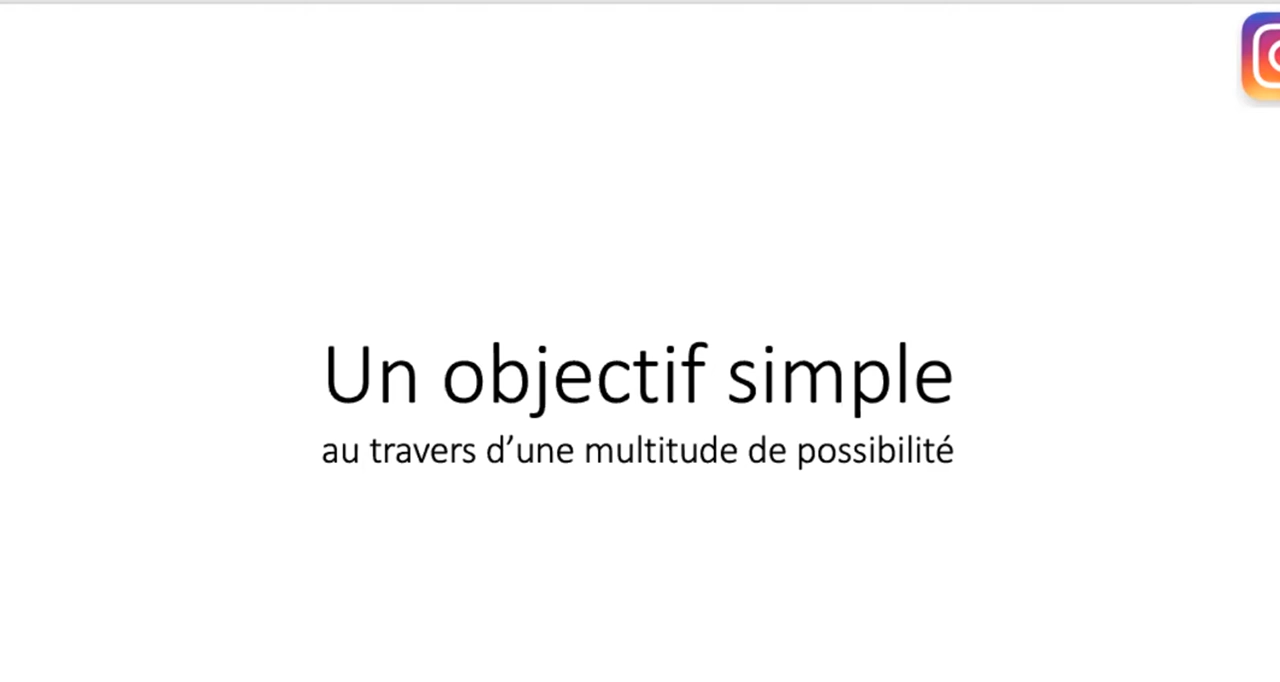 Un objectif simple
au travers d’une multitude de possibilité